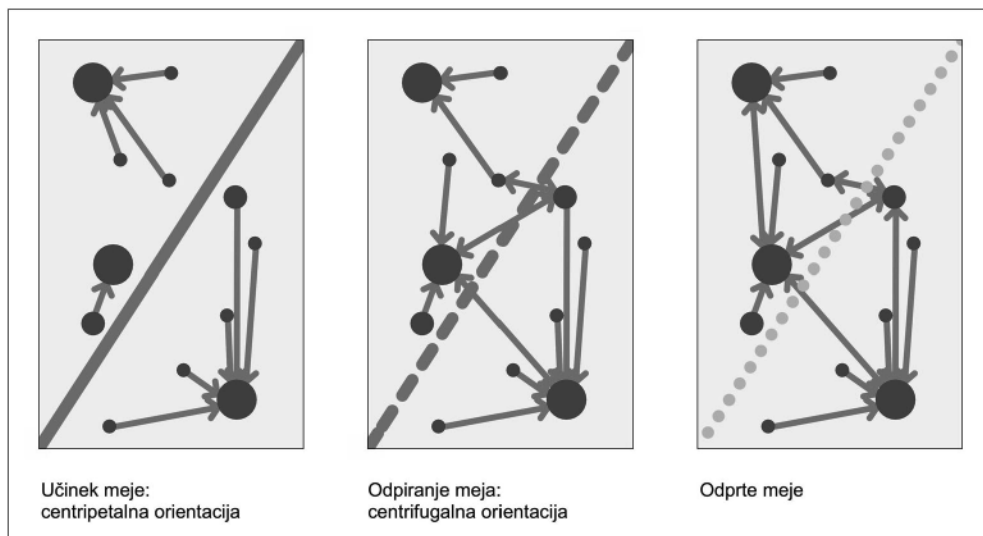 Učinek meje:
centripetalna orientacija
Odpiranje meja:
centrifugalna orientacija
Odprte meje